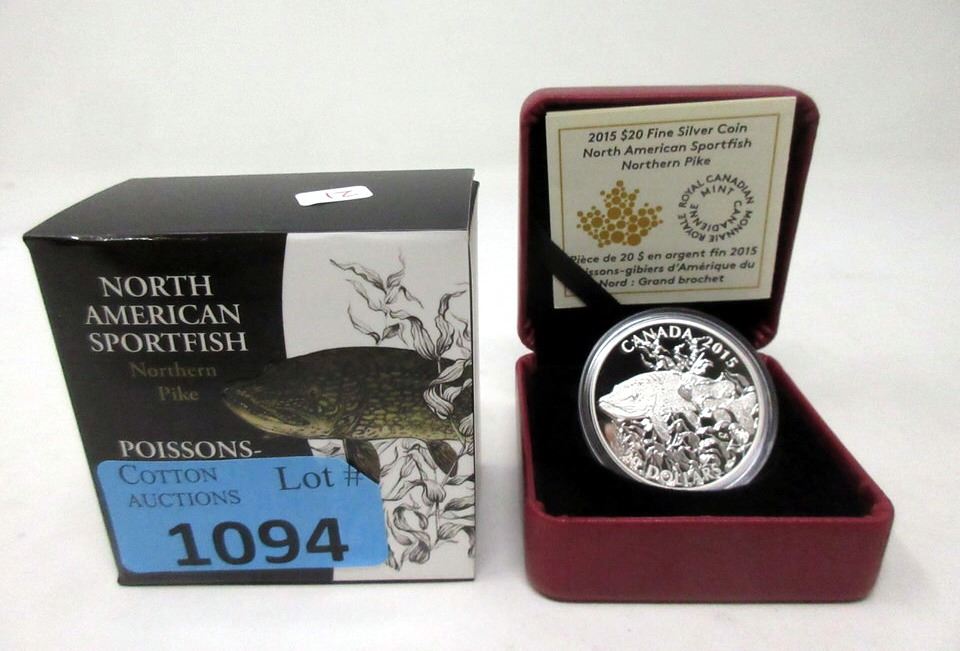 NORTH
AMERICAN
SPORTFISH
Northern
Pike
POISSONS-
COTTON
AUCTIONS
Lot #
1094
2015 $20 Fine Silver Coin
North American Sportfish
Northern Pike
ROYAL CANADIAN MINT
MONNAIE ROYALE CANADIENNE
Pièce de 20 $ en argent fin 2015
issons-gibiers d'Amérique du
Nord : Grand brochet
CANADA 2015
DOLLARS